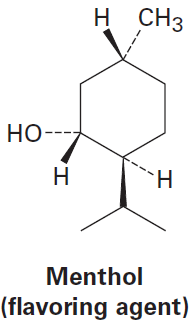 H CH3
HO
H
H
Menthol
(flavoring agent)